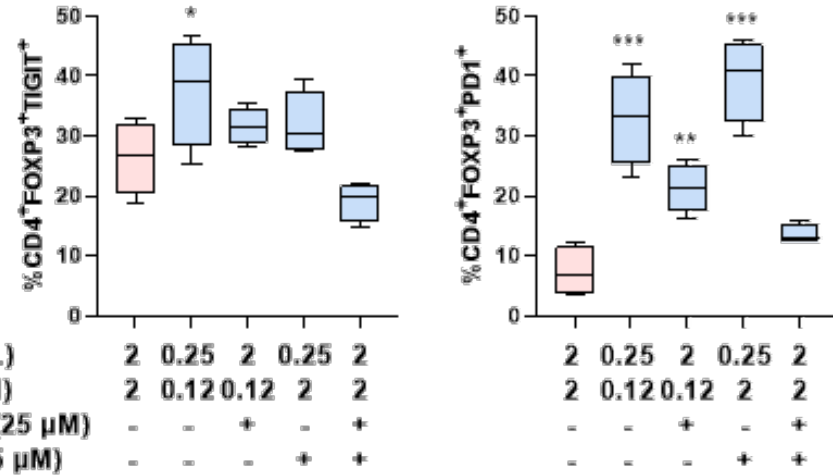 %CD4+FOXP3+TIGIT+
50
40
30
20
10
0
*
%CD4+FOXP3+PD1+
50
40
30
20
10
0
***
**
***
2 0.25 2 0.25 2 2 0.25 2 0.25 2
2 0.12 0.12 2 2 2 0.12 0.12 2 2
25 μM) - - + - + - - + - +
μM) - - - + + - - - + +